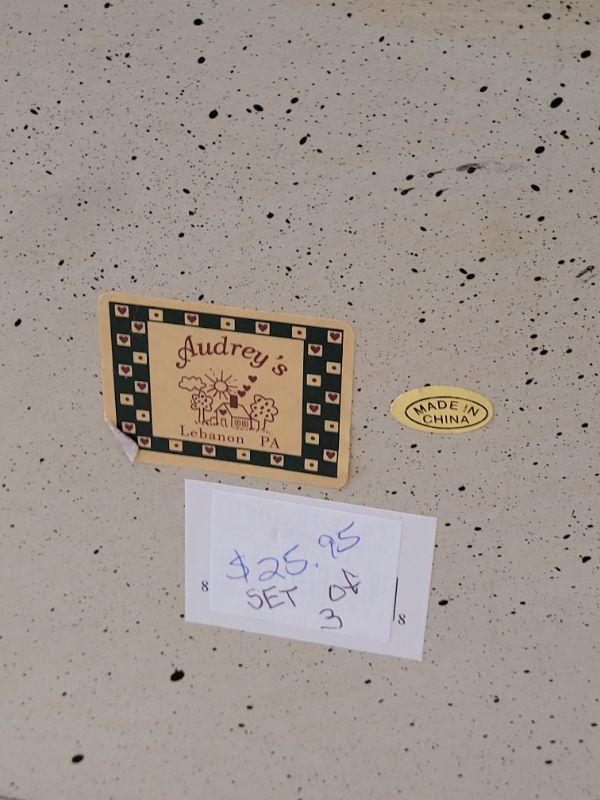 Audrey's
Lebanon PA
MADE IN
CHINA
$25.95
SET OF
3
8
8